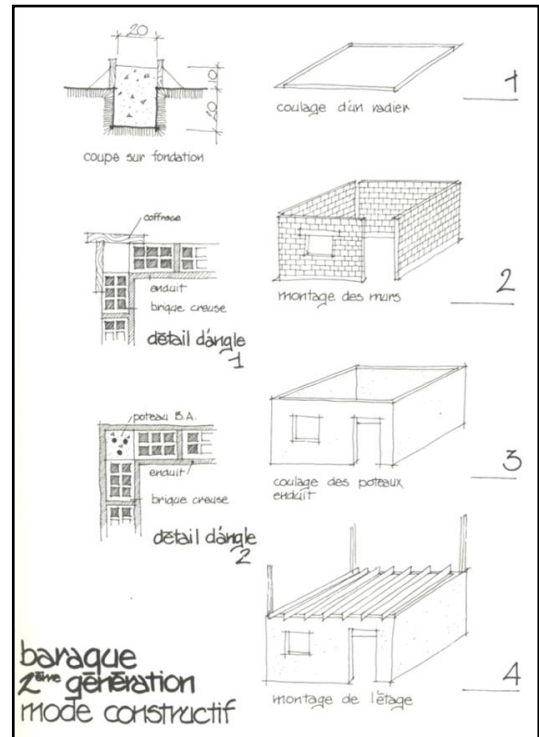 20
10
20
coupe sur fondation
coulage d'un radier
1
coffrage
enduit
brique creuse
détail d'angle
1
montage des murs
2
poteau B.A.
enduit
brique creuse
détail d'angle
2
coulage des poteaux
enduit
3
baraque
2ème génération
mode constructif
montage de l'étage
4